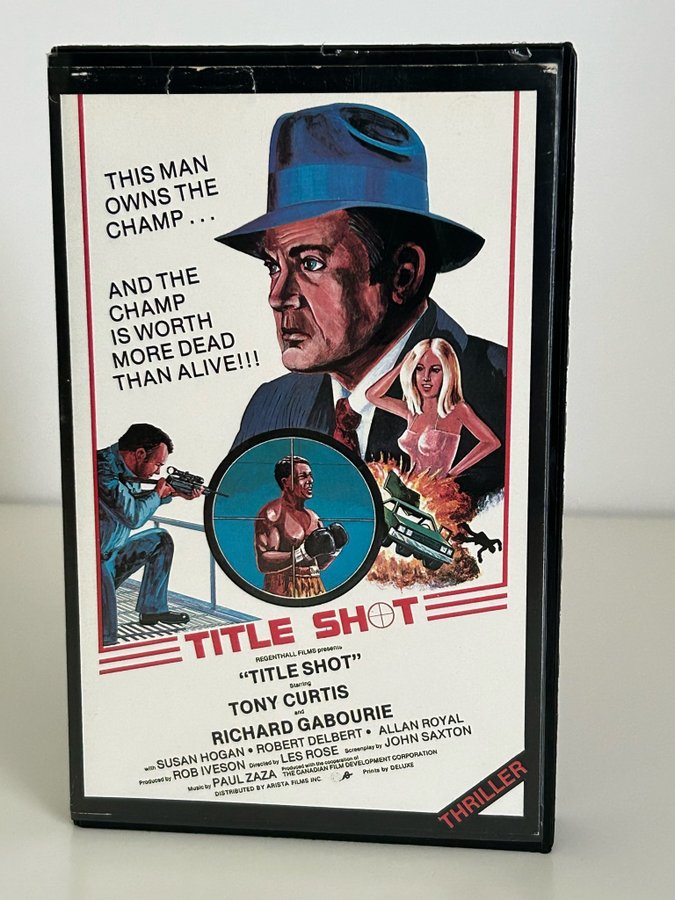 THIS MAN
OWNS THE
CHAMP . . .
AND THE
CHAMP
IS WORTH
MORE DEAD
THAN ALIVE!!!
TITLE SHOT
REGENTHALL FILMS presents
“TITLE SHOT”
Starring
TONY CURTIS
and
RICHARD GABOURIE
with SUSAN HOGAN • ROBERT DELBERT • ALLAN ROYAL
Produced by ROB IVESON Directed by LES ROSE Screenplay by JOHN SAXTON
Music by PAUL ZAZA Produced with the cooperation of THE CANADIAN FILM DEVELOPMENT CORPORATION
DISTRIBUTED BY ARISTA FILMS INC. Prints by DELUXE
THRILLER